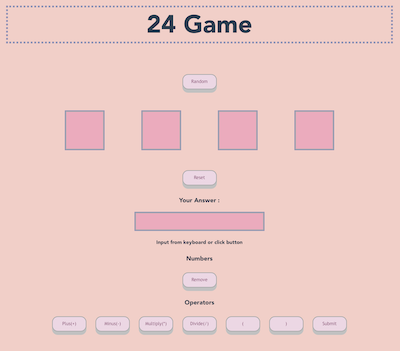 24 Game
Random
Reset
Your Answer :
Input from keyboard or click button
Numbers
Remove
Operators
Plus(+) Minus(-) Multiply(*) Divide(/) ( ) Submit